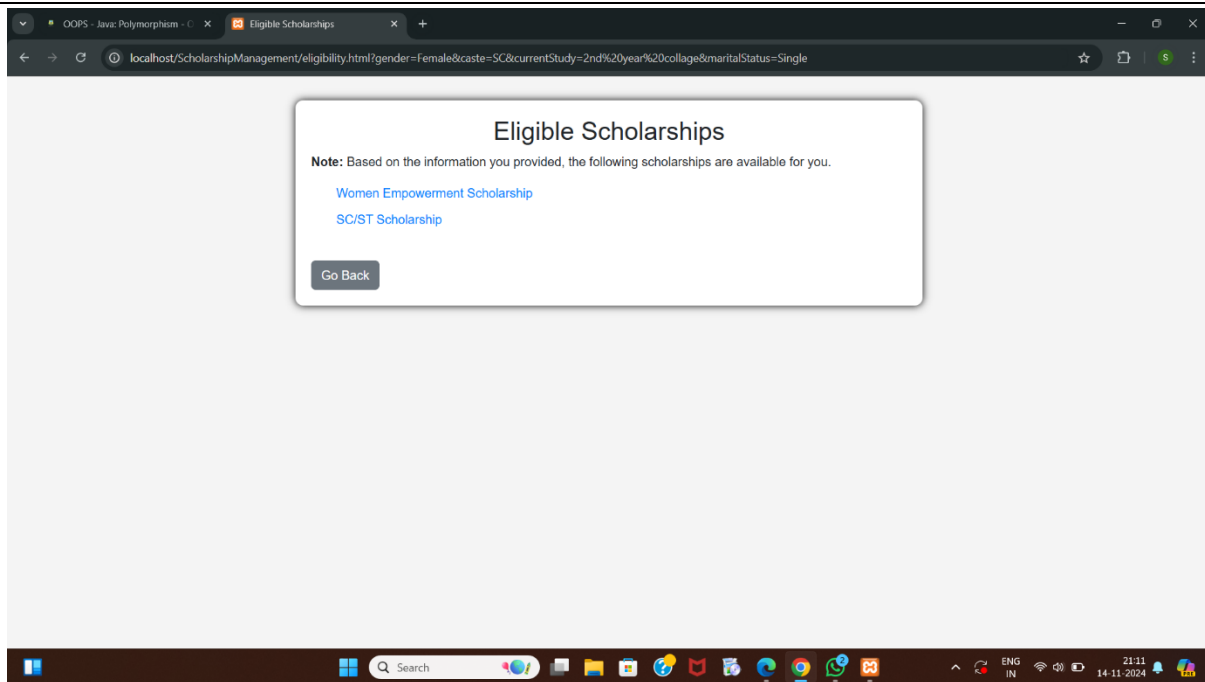 OOPS - Java: Polymorphism - O
Eligible Scholarships
localhost/ScholarshipManagement/eligibility.html?gender=Female&caste=SC&currentStudy=2nd%20year%20collage&maritalStatus=Single
S
Eligible Scholarships
Note: Based on the information you provided, the following scholarships are available for you.
Women Empowerment Scholarship
SC/ST Scholarship
Go Back
Search
2
ENG
IN
21:11
14-11-2024
PRE